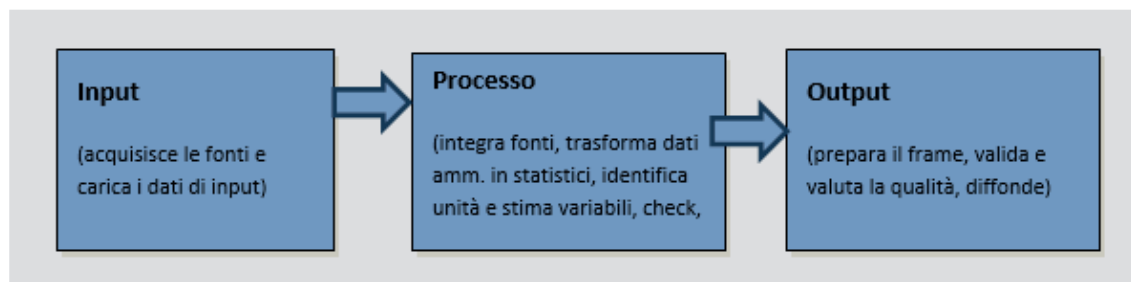 Input
(acquisisce le fonti e
carica i dati di input)
Processo
(integra fonti, trasforma dati
amm. in statistici, identifica
unità e stima variabili, check,
Output
(prepara il frame, valida e
valuta la qualità, diffonde)